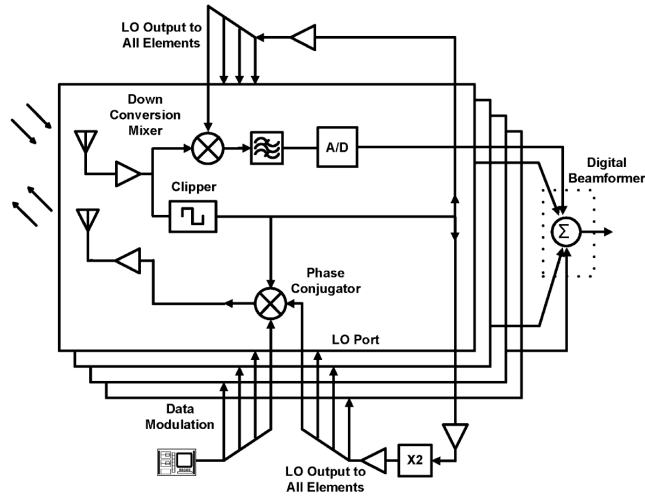 LO Output to
All Elements
Down
Conversion
Mixer
A/D
Digital
Beamformer
Clipper
Σ
Phase
Conjugator
LO Port
Data
Modulation
X2
LO Output to
All Elements